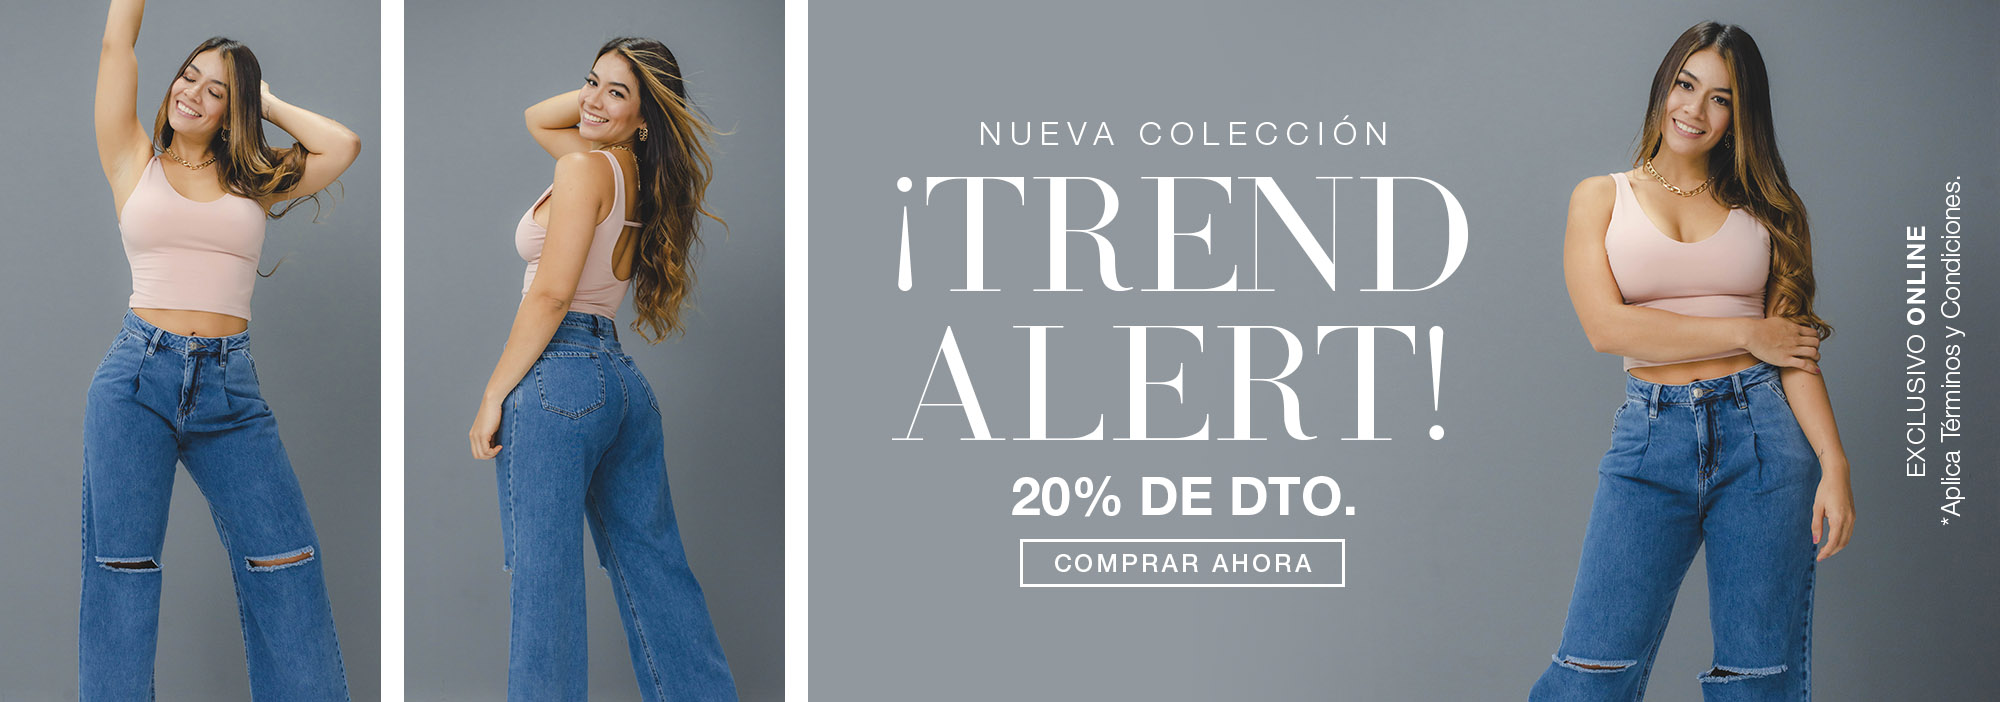 NUEVA COLECCIÓN
¡TREND
ALERT!
20% DE DTO.
COMPRAR AHORA
EXCLUSIVO ONLINE
*Aplica Términos y Condiciones.